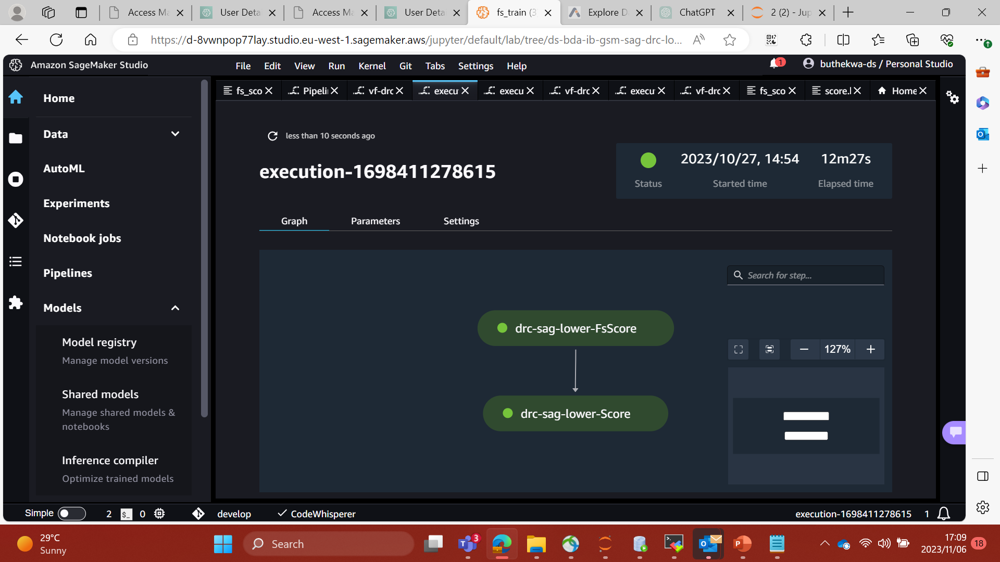 Access Ma
User Deta
Access Ma
User Deta
fs_train (3
Explore D
ChatGPT
2 (2) - Jup
https://d-8vwnpop77lay.studio.eu-west-1.sagemaker.aws/jupyter/default/lab/tree/ds-bda-ib-gsm-sag-drc-lo...
Amazon SageMaker Studio
File Edit View Run Kernel Git Tabs Settings Help
1
buthekwa-ds / Personal Studio
fs_sco
Pipelin
vf-drc
execu
execu
vf-drc
execu
vf-drc
fs_sco
score.
Home
Home
Data
AutoML
Experiments
Notebook jobs
Pipelines
Models
Model registry
Manage model versions
Shared models
Manage shared models &
notebooks
Inference compiler
Optimize trained models
less than 10 seconds ago
execution-1698411278615
2023/10/27, 14:54 12m27s
Status Started time Elapsed time
Graph Parameters Settings
Search for step...
drc-sag-lower-FsScore
127%
drc-sag-lower-Score
Simple 2 $_ 0 develop CodeWhisperer
execution-1698411278615 1
29°C
Sunny
Search
3
17:09
2023/11/06
18